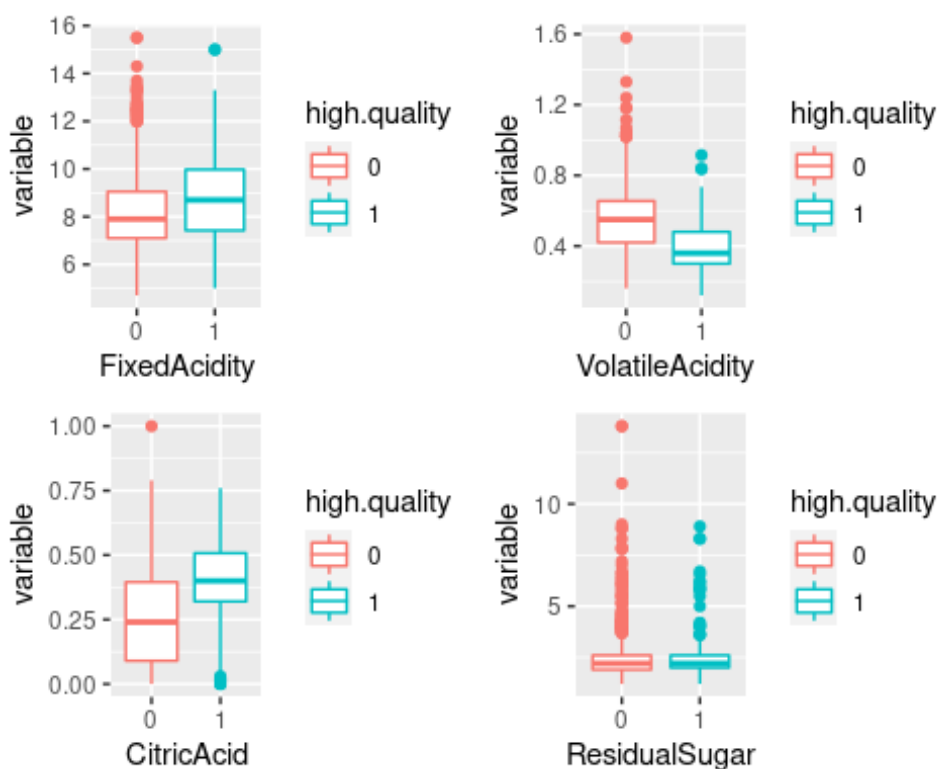 16
14
12
10
8
6
variable
0 1
FixedAcidity
high.quality
0
1
1.6
1.2
0.8
0.4
variable
0 1
VolatileAcidity
high.quality
0
1
1.00
0.75
0.50
0.25
0.00
variable
0 1
CitricAcid
high.quality
0
1
10
5
variable
0 1
ResidualSugar
high.quality
0
1